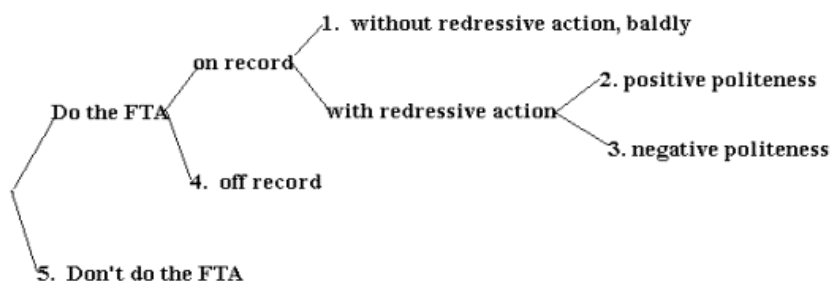 1. without redressive action, baldly
on record
2. positive politeness
Do the FTA
with redressive action
3. negative politeness
4. off record
5. Don't do the FTA